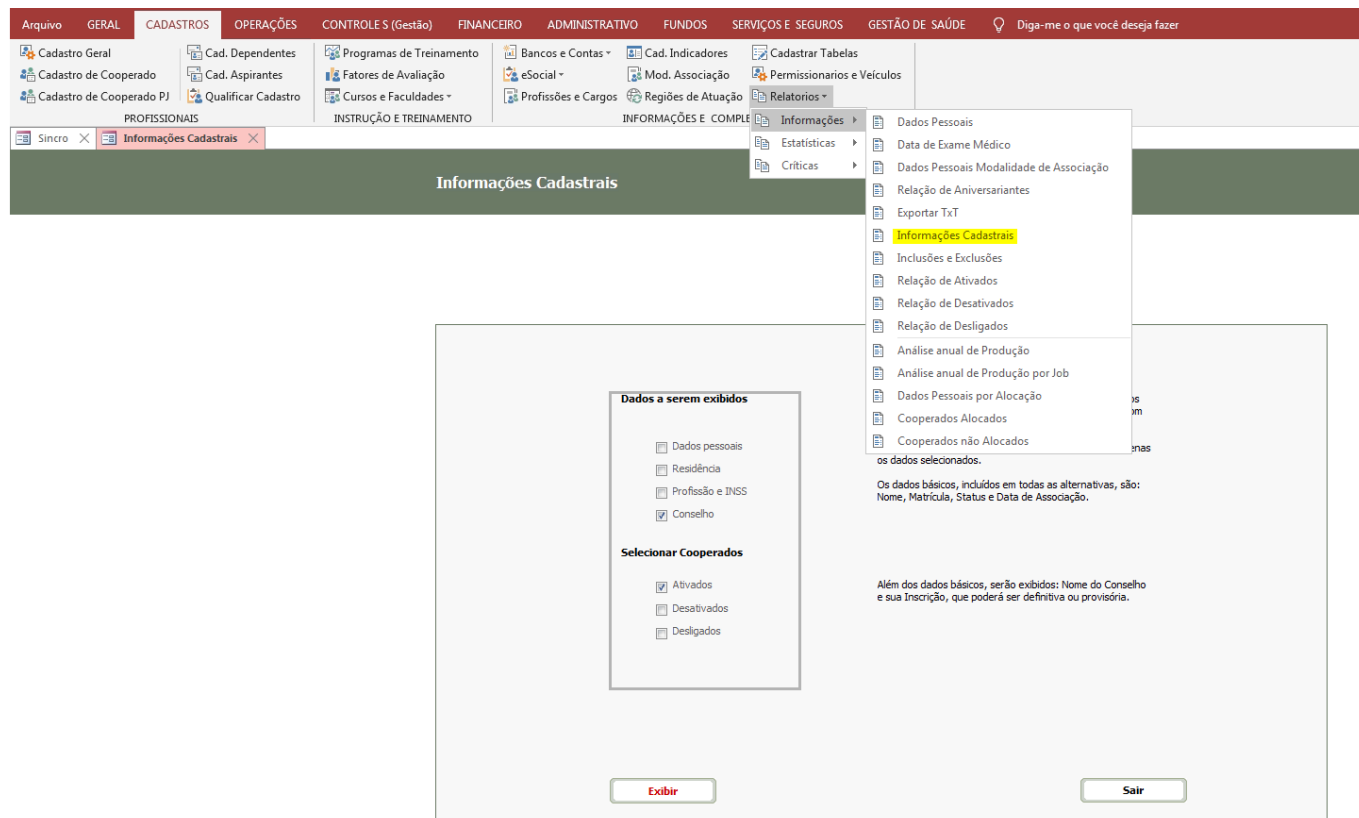 Arquivo GERAL CADASTROS OPERAÇÕES CONTROLE S (Gestão) FINANCEIRO ADMINISTRATIVO FUNDOS SERVIÇOS E SEGUROS GESTÃO DE SAÚDE Diga-me o que você deseja fazer
Cadastro Geral Cad. Dependentes Programas de Treinamento Bancos e Contas Cad. Indicadores Cadastrar Tabelas
Cadastro de Cooperado Cad. Aspirantes Fatores de Avaliação eSocial Mod. Associação Permissionarios e Veículos
Cadastro de Cooperado PJ Qualificar Cadastro Cursos e Faculdades Profissões e Cargos Regiões de Atuação Relatorios
PROFISSIONAIS INSTRUÇÃO E TREINAMENTO INFORMAÇÕES E COMPLE
Sincro Informações Cadastrais
Informações
Estatísticas
Críticas
Dados Pessoais
Data de Exame Médico
Dados Pessoais Modalidade de Associação
Relação de Aniversariantes
Exportar TxT
Informações Cadastrais
Inclusões e Exclusões
Relação de Ativados
Relação de Desativados
Relação de Desligados
Análise anual de Produção
Análise anual de Produção por Job
Dados Pessoais por Alocação
Cooperados Alocados
Cooperados não Alocados
Informações Cadastrais
Dados a serem exibidos
Dados pessoais
Residência
Profissão e INSS
Conselho
Selecionar Cooperados
Ativados
Desativados
Desligados
os dados selecionados.
Os dados básicos, incluídos em todas as alternativas, são:
Nome, Matrícula, Status e Data de Associação.
Além dos dados básicos, serão exibidos: Nome do Conselho
e sua Inscrição, que poderá ser definitiva ou provisória.
Exibir Sair